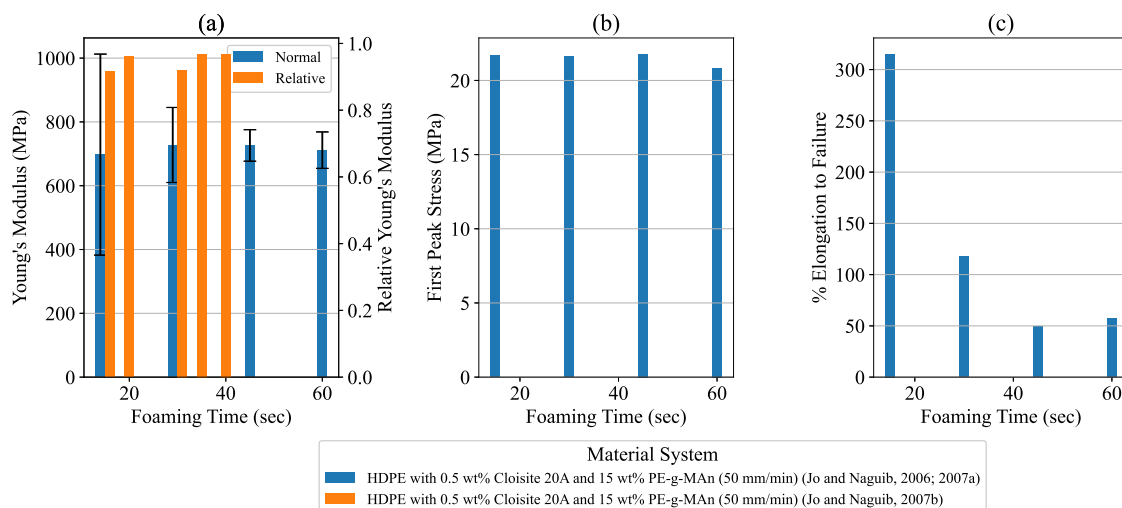 (a)
Young's Modulus (MPa)
1000
800
600
400
200
0
20
40
60
Foaming Time (sec)
Normal
Relative
1.0
0.8
0.6
0.4
0.2
0.0
Relative Young's Modulus
(b)
First Peak Stress (MPa)
20
15
10
5
0
20
40
60
Foaming Time (sec)
(c)
% Elongation to Failure
300
250
200
150
100
50
0
20
40
60
Foaming Time (sec)
Material System
HDPE with 0.5 wt% Cloisite 20A and 15 wt% PE-g-MAn (50 mm/min) (Jo and Naguib, 2006; 2007a)
HDPE with 0.5 wt% Cloisite 20A and 15 wt% PE-g-MAn (50 mm/min) (Jo and Naguib, 2007b)